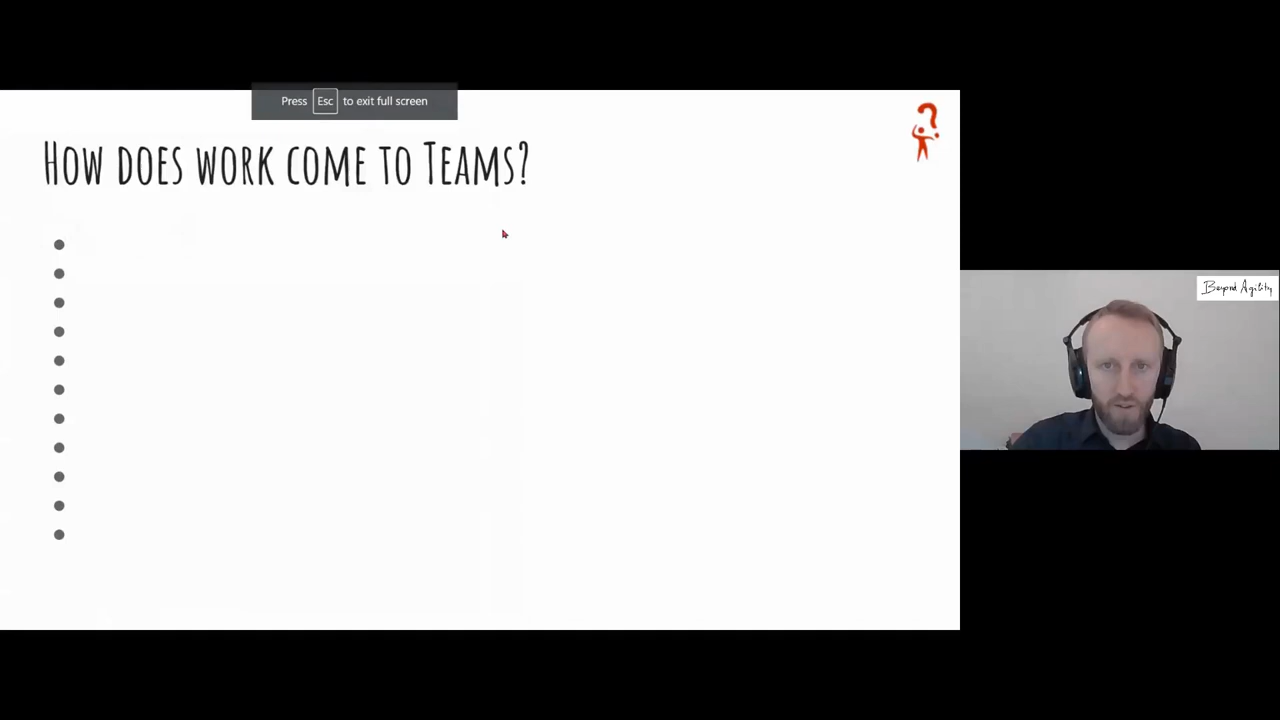 Press Esc to exit full screen
How does work come to Teams?
Beyond Agility